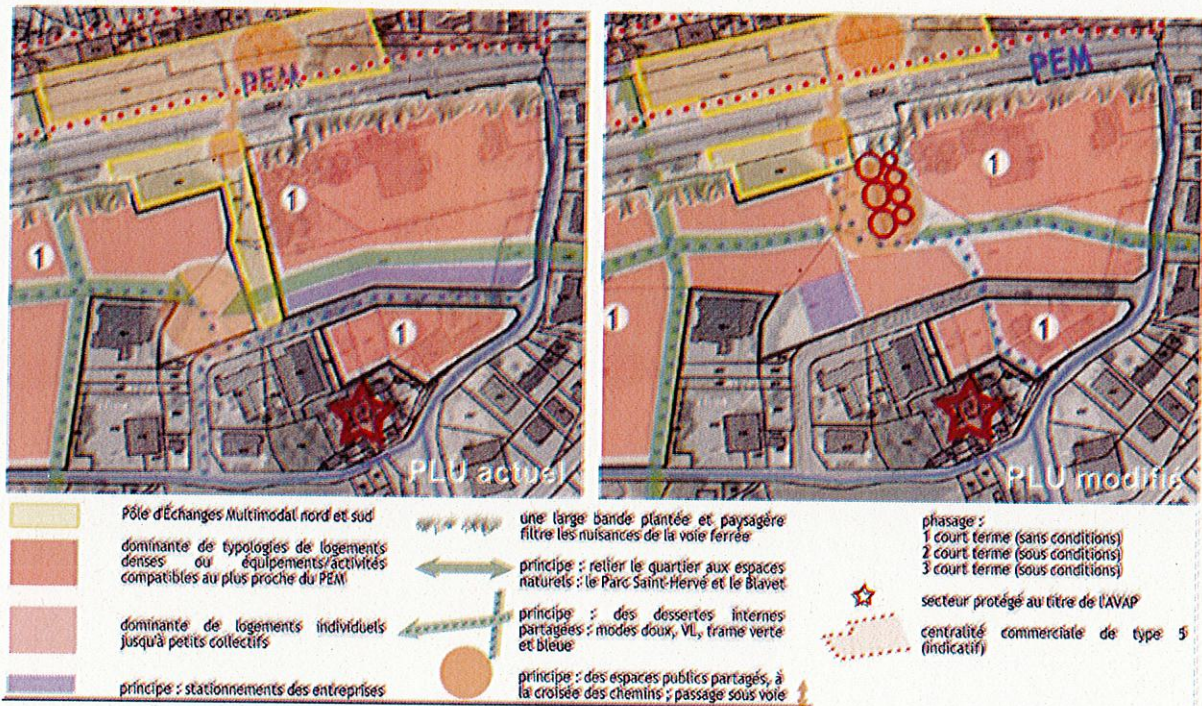 PEM
1
1
1
PLU actuel
PEM
1
1
1
PLU modifié
Pôle d'Échanges Multimodal nord et sud
dominante de typologies de logements
denses ou équipements/activités
compatibles au plus proche du PEM
dominante de logements individuels
jusqu'à petits collectifs
principe : stationnements des entreprises
une large bande plantée et paysagère
filtre les nuisances de la voie ferrée
principe : relier le quartier aux espaces
naturels : le Parc Saint-Hervé et le Blavet
principe : des dessertes internes
partagées : modes doux, VL, trame verte
et bleue
principe : des espaces publics partagés, à
la croisée des chemins ; passage sous voie
phasage :
1 court terme (sans conditions)
2 court terme (sous conditions)
3 court terme (sous conditions)
secteur protégé au titre de l'AVAP
centralité commerciale de type 5
(indicatif)